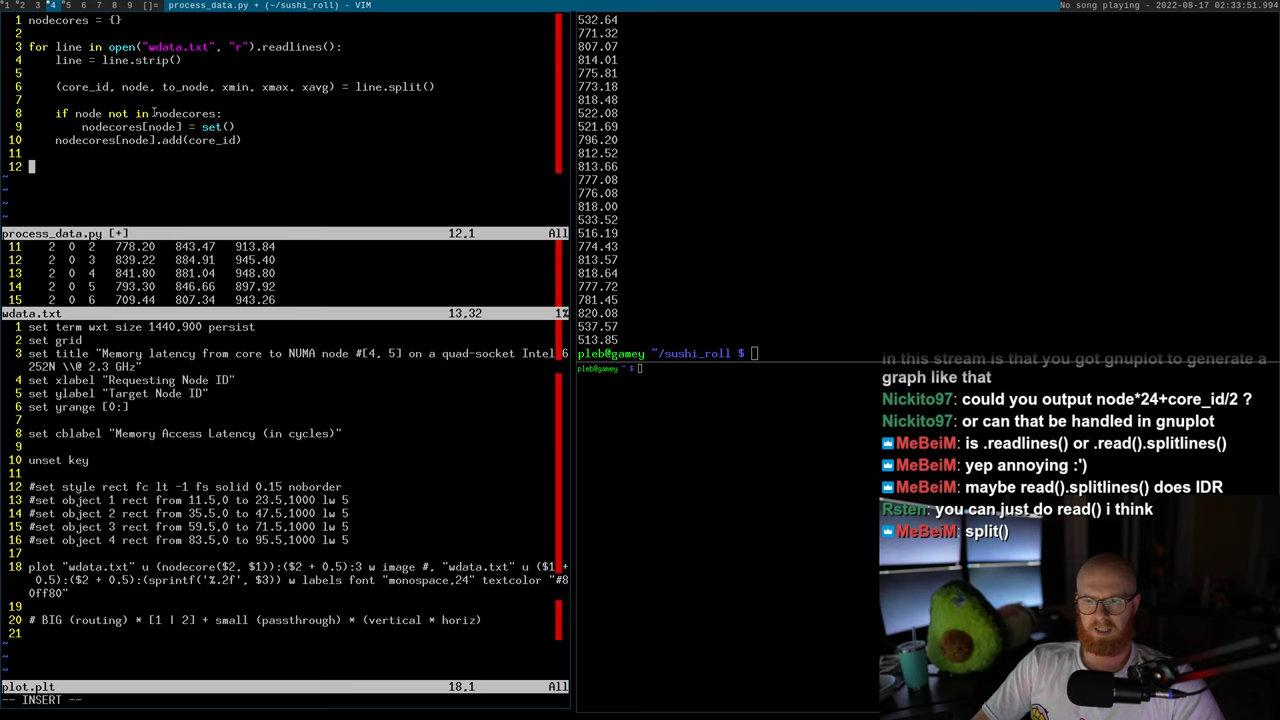 1 2 3 4 5 6 7 8 9 []= process_data.py + (~/sushi_roll) - VIM No song playing - 2022-08-17 02:33:51.994
1 nodecores = {}
2
3 for line in open("wdata.txt", "r").readlines():
4 line = line.strip()
5
6 (core_id, node, to_node, xmin, xmax, xavg) = line.split()
7
8 if node not in nodecores:
9 nodecores[node] = set()
10 nodecores[node].add(core_id)
11
12
~
~
~
~
process_data.py [+] 12,1 All
11 2 0 2 778.20 843.47 913.84
12 2 0 3 839.22 884.91 945.40
13 2 0 4 841.80 881.04 948.80
14 2 0 5 793.30 846.66 897.92
15 2 0 6 709.44 807.34 943.26
wdata.txt 13,32 1%
1 set term wxt size 1440,900 persist
2 set grid
3 set title "Memory latency from core to NUMA node #[4, 5] on a quad-socket Intel 6
252N \\@ 2.3 GHz"
4 set xlabel "Requesting Node ID"
5 set ylabel "Target Node ID"
6 set yrange [0:]
7
8 set cblabel "Memory Access Latency (in cycles)"
9
10 unset key
11
12 #set style rect fc lt -1 fs solid 0.15 noborder
13 #set object 1 rect from 11.5,0 to 23.5,1000 lw 5
14 #set object 2 rect from 35.5,0 to 47.5,1000 lw 5
15 #set object 3 rect from 59.5,0 to 71.5,1000 lw 5
16 #set object 4 rect from 83.5,0 to 95.5,1000 lw 5
17
18 plot "wdata.txt" u (nodecore($2, $1)):($2 + 0.5):3 w image #, "wdata.txt" u ($1 +
0.5):($2 + 0.5):(sprintf('%.2f', $3)) w labels font "monospace,24" textcolor "#8
0ff80"
19
20 # BIG (routing) * [1 | 2] + small (passthrough) * (vertical * horiz)
21
~
~
~
plot.plt 18,1 All
-- INSERT --
532.64
771.32
807.07
814.01
775.81
773.18
818.48
522.08
521.69
796.20
812.52
813.66
777.08
776.08
818.00
533.52
516.19
774.43
813.57
818.64
777.72
781.45
820.08
537.57
513.85
pleb@gamey ~/sushi_roll $
pleb@gamey ~ $
in this stream is that you got gnuplot to generate a
graph like that
Nickito97: could you output node*24+core_id/2 ?
Nickito97: or can that be handled in gnuplot
MeBeiM: is .readlines() or .read().splitlines()
MeBeiM: yep annoying :')
MeBeiM: maybe read().splitlines() does IDR
Rsten: you can just do read() i think
MeBeiM: split()